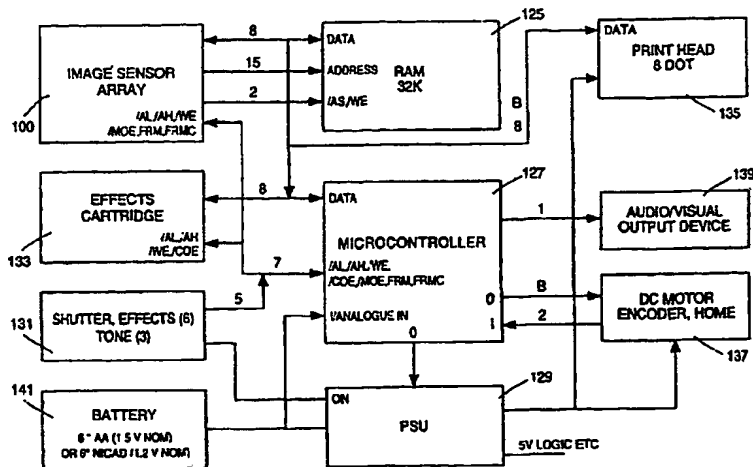 8
125
DATA
DATA
IMAGE SENSOR
ARRAY
15
ADDRESS
RAM
32K
PRINT HEAD
8 DOT
2
/AS/WE
100
/AL/AH/WE
/MOE,FRM,FRMC
B
8
135
EFFECTS
CARTRIDGE
8
DATA
127
139
133
/AL/AH
/WE/COE
MICROCONTROLLER
1
AUDIO/VISUAL
OUTPUT DEVICE
7
/AL/AH/WE,
/COE,/MOE,FRM,FRMC
5
SHUTTER, EFFECTS (6)
TONE (3)
131
0
B
DC MOTOR
ENCODER, HOME
I
2
I/ANALOGUE IN
0
137
141
129
ON
BATTERY
PSU
6 * AA (1.5 V NOM)
OR 6* NICAD (1.2 V NOM)
5V LOGIC ETC